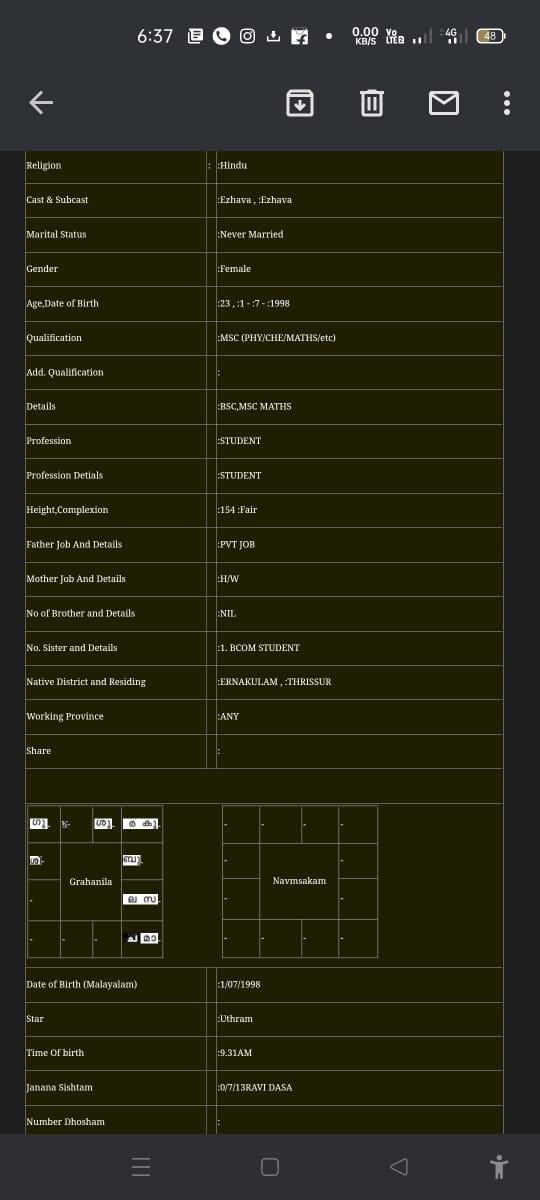 6:37 0.00 KB/S Vo LTE2 4G 48
Religion : :Hindu
Cast & Subcast :Ezhava , :Ezhava
Marital Status :Never Married
Gender :Female
Age,Date of Birth :23 , :1 - :7 - :1998
Qualification :MSC (PHY/CHE/MATHS/etc)
Add. Qualification :
Details :BSC,MSC MATHS
Profession :STUDENT
Profession Detials :STUDENT
Height,Complexion :154 :Fair
Father Job And Details :PVT JOB
Mother Job And Details :H/W
No of Brother and Details :NIL
No. Sister and Details :1. BCOM STUDENT
Native District and Residing :ERNAKULAM , :THRISSUR
Working Province :ANY
Share :
ഗു - ശു ര കു - - - -
ബു - -
Grahanila Navmsakam
- ല സ - -
- - - മാ - - - -
Date of Birth (Malayalam) :1/07/1998
Star :Uthram
Time Of birth :9.31AM
Janana Sishtam :0/7/13RAVI DASA
Number Dhosham :